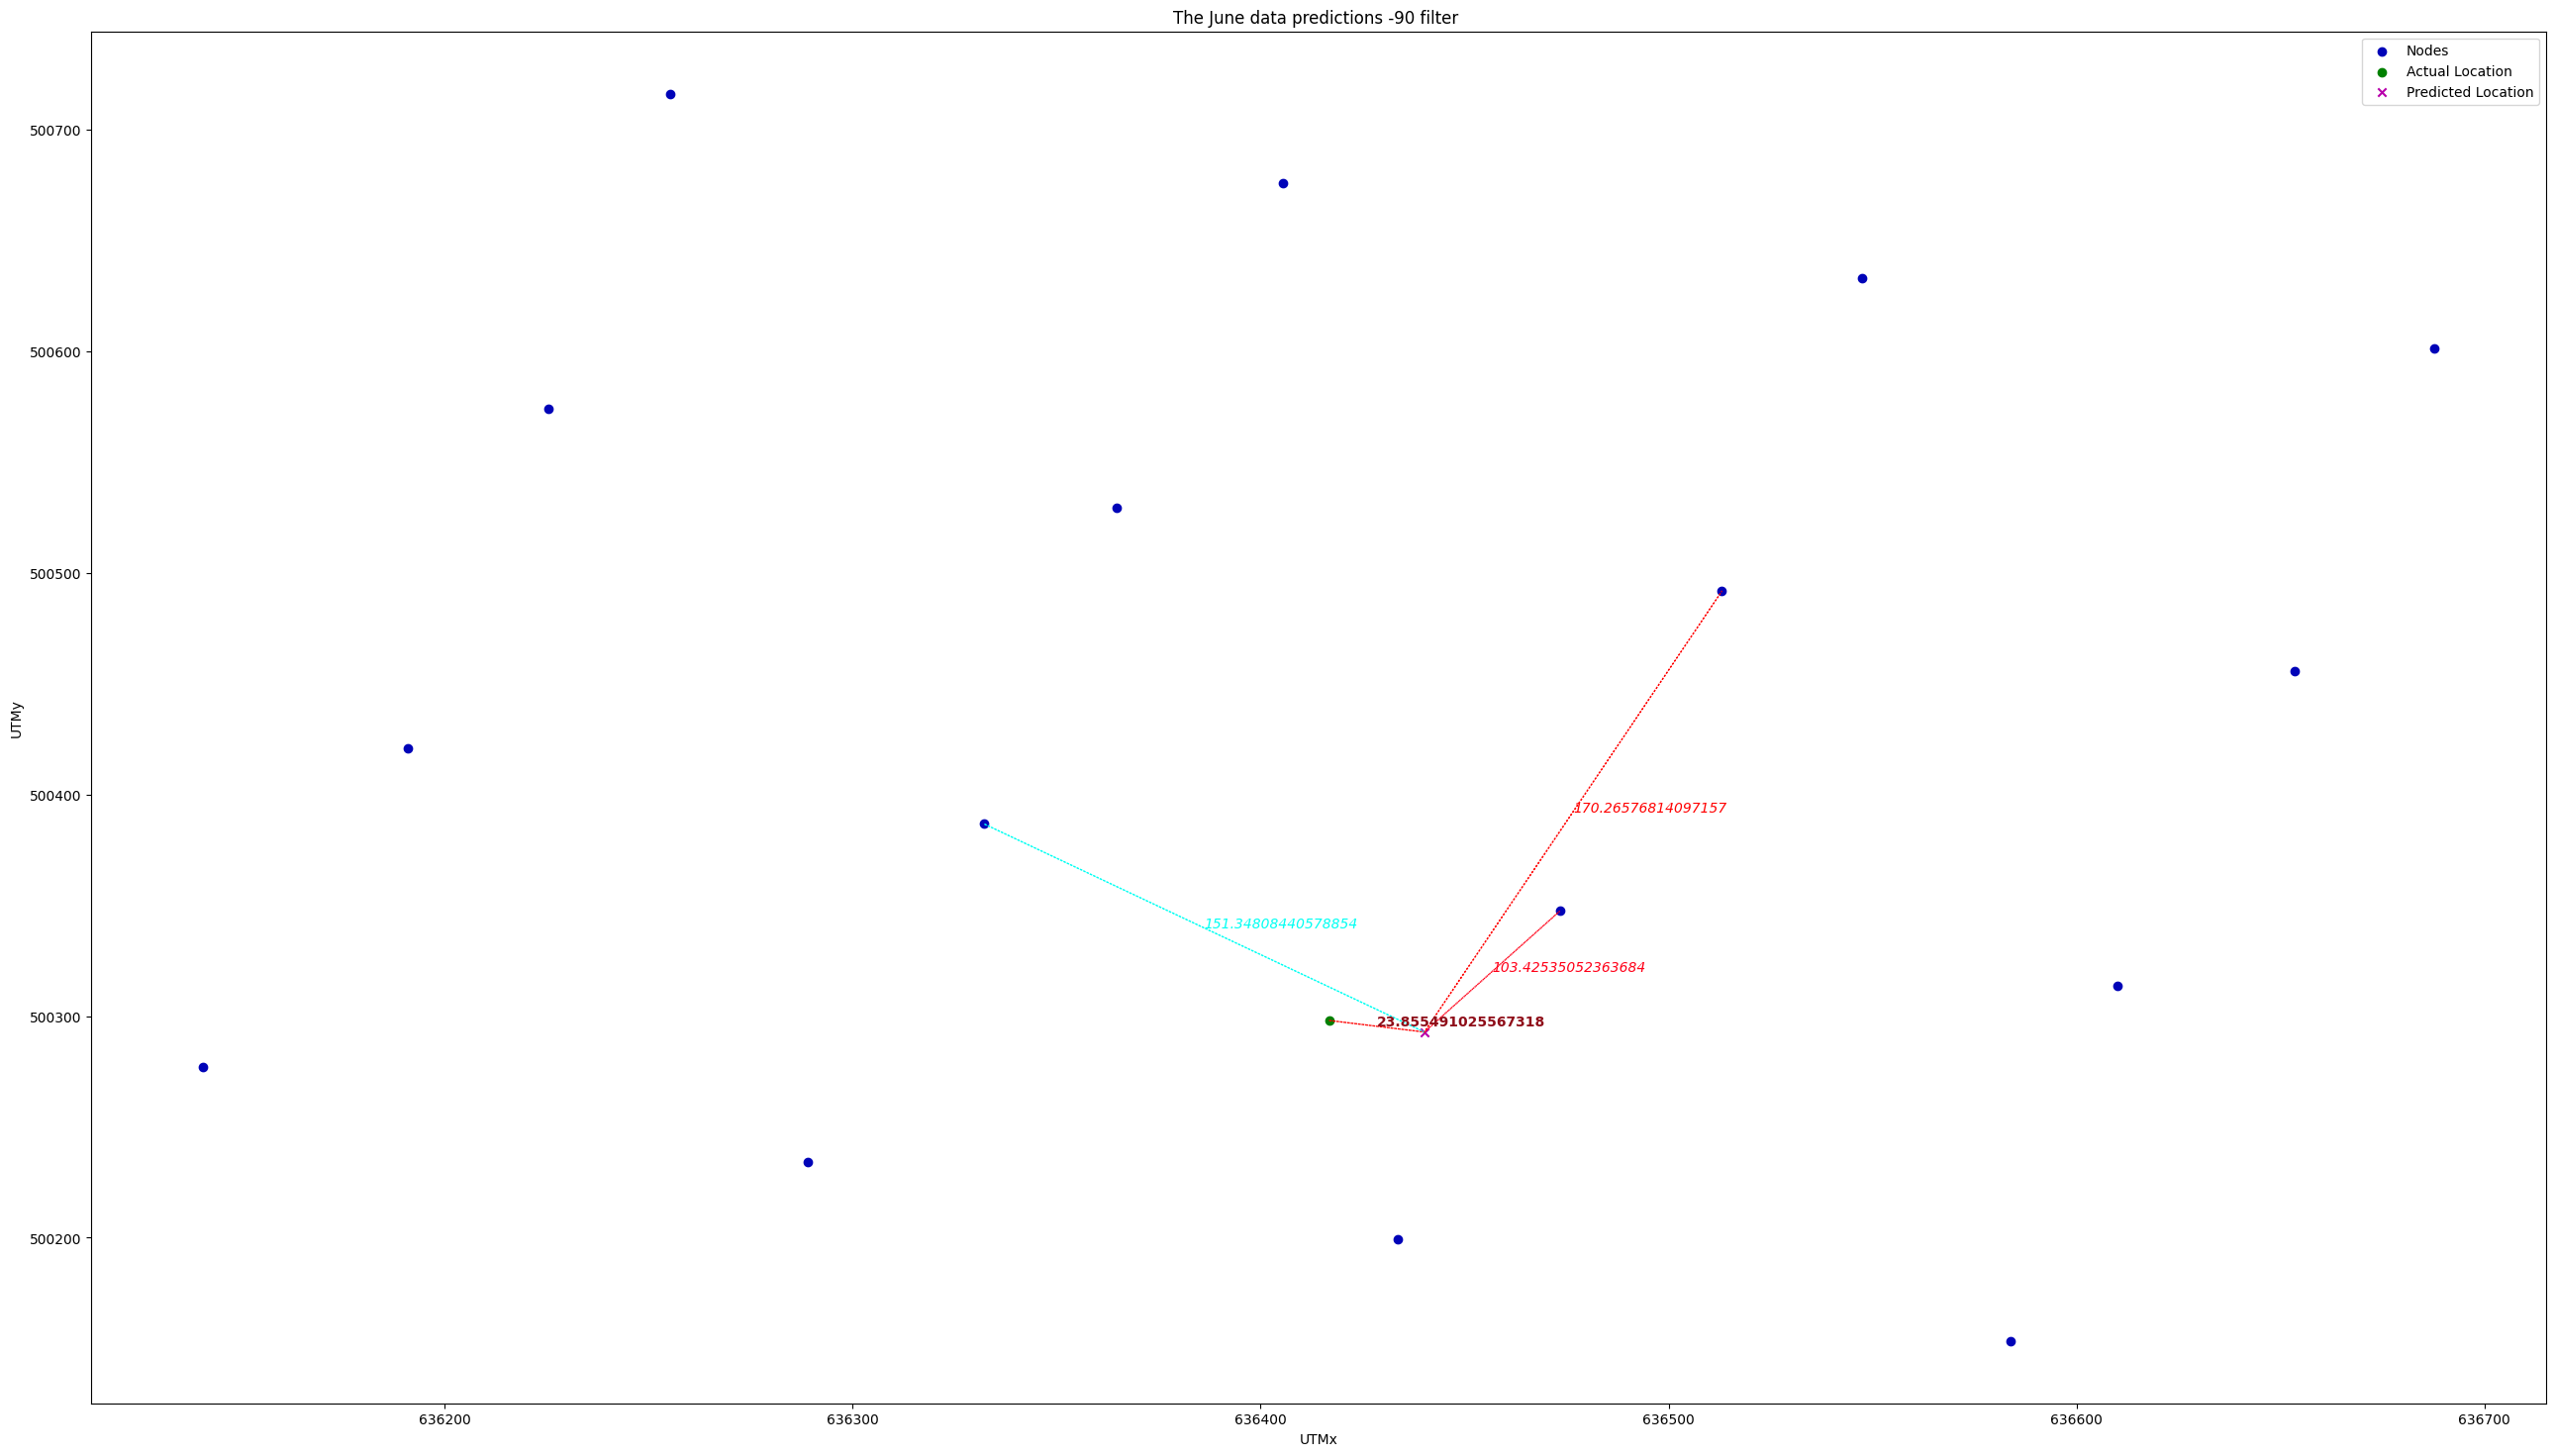 The June data predictions -90 filter
Nodes
Actual Location
Predicted Location
500700
500600
500500
500400
500300
500200
UTMy
170.26576814097157
151.34808440578854
103.42535052363684
23.855491025567318
636200
636300
636400
636500
636600
636700
UTMx